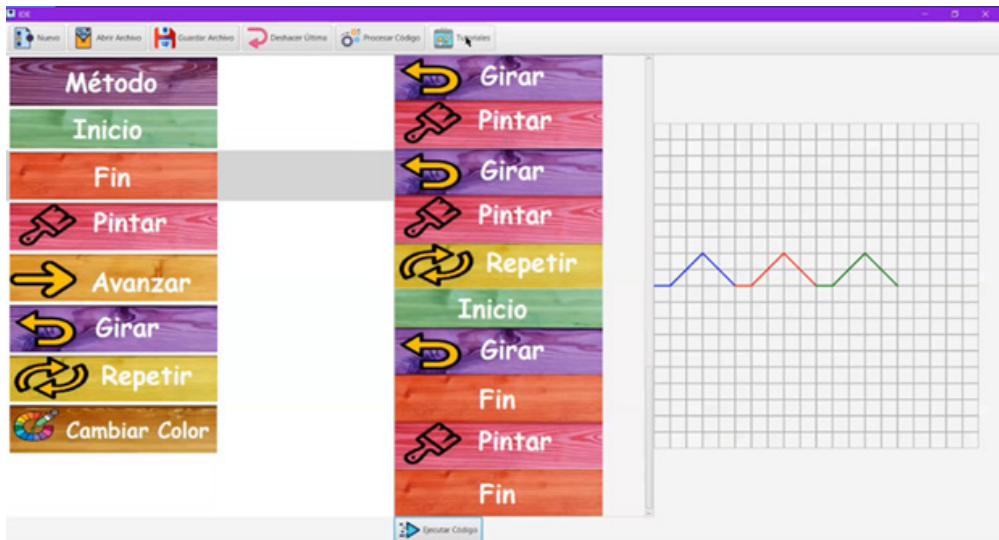 IDE
Nuevo
Abrir Archivo
Guardar Archivo
Deshacer Última
Procesar Código
Tutoriales
Método
Inicio
Fin
Pintar
Avanzar
Girar
Repetir
Cambiar Color
Girar
Pintar
Girar
Pintar
Repetir
Inicio
Girar
Fin
Pintar
Fin
Ejecutar Código